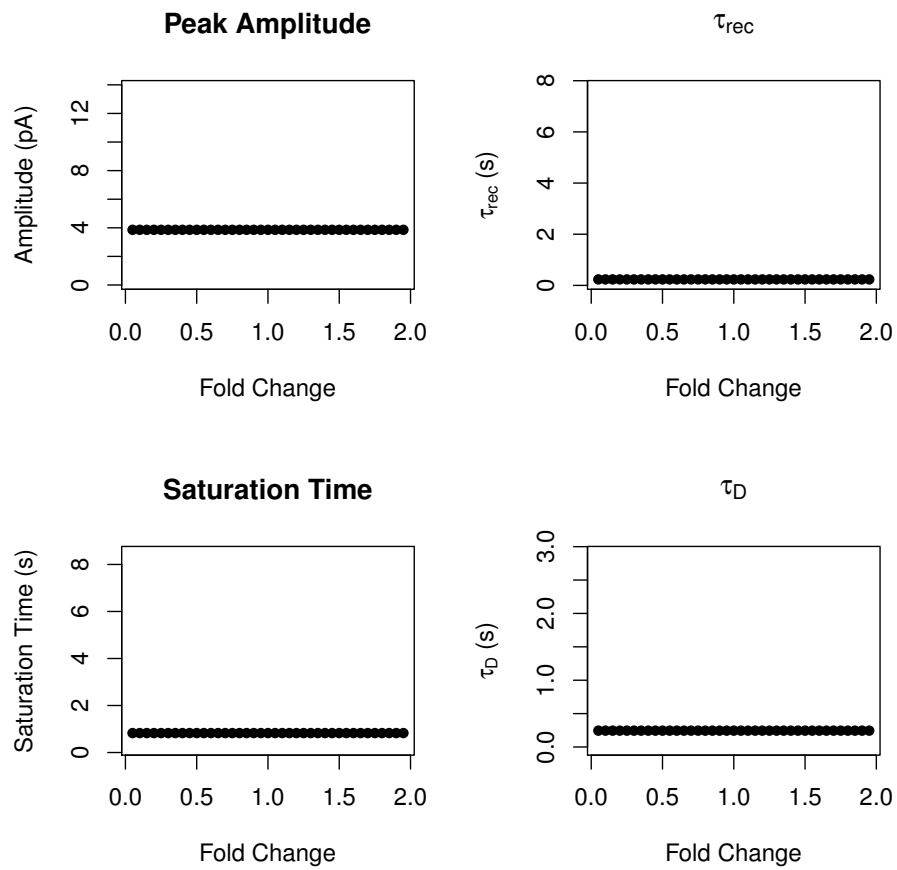 Peak Amplitude
Amplitude (pA)
0 4 8 12
0.0 0.5 1.0 1.5 2.0
Fold Change
τrec
τrec (s)
0 2 4 6 8
0.0 0.5 1.0 1.5 2.0
Fold Change
Saturation Time
Saturation Time (s)
0 2 4 6 8
0.0 0.5 1.0 1.5 2.0
Fold Change
τD
τD (s)
0.0 1.0 2.0 3.0
0.0 0.5 1.0 1.5 2.0
Fold Change